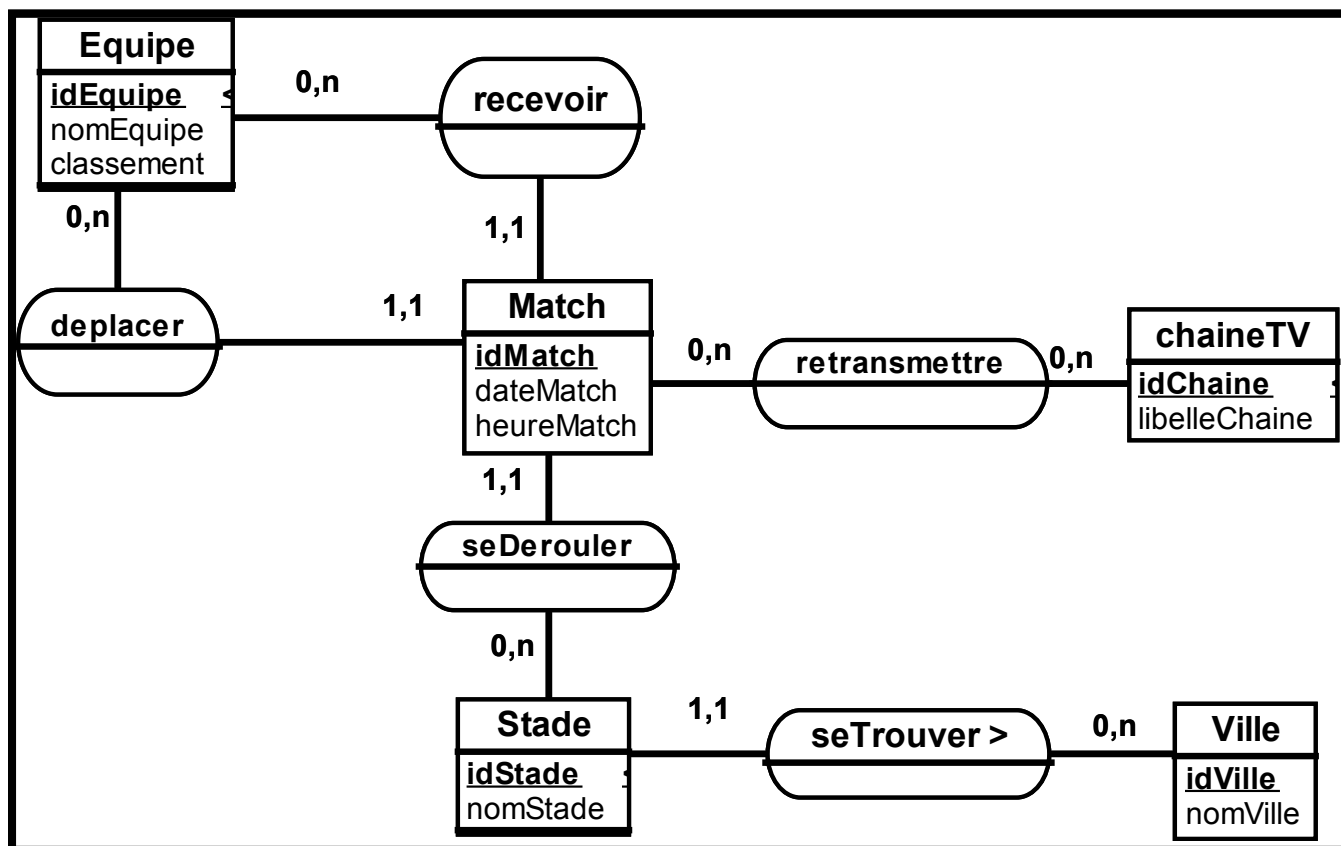 Equipe
idEquipe <
nomEquipe
classement
0,n
recevoir
0,n
1,1
deplacer
1,1
Match
idMatch
dateMatch
heureMatch
0,n
retransmettre
0,n
chaineTV
idChaine
libelleChaine
1,1
seDerouler
0,n
Stade
idStade
nomStade
1,1
seTrouver >
0,n
Ville
idVille
nomVille